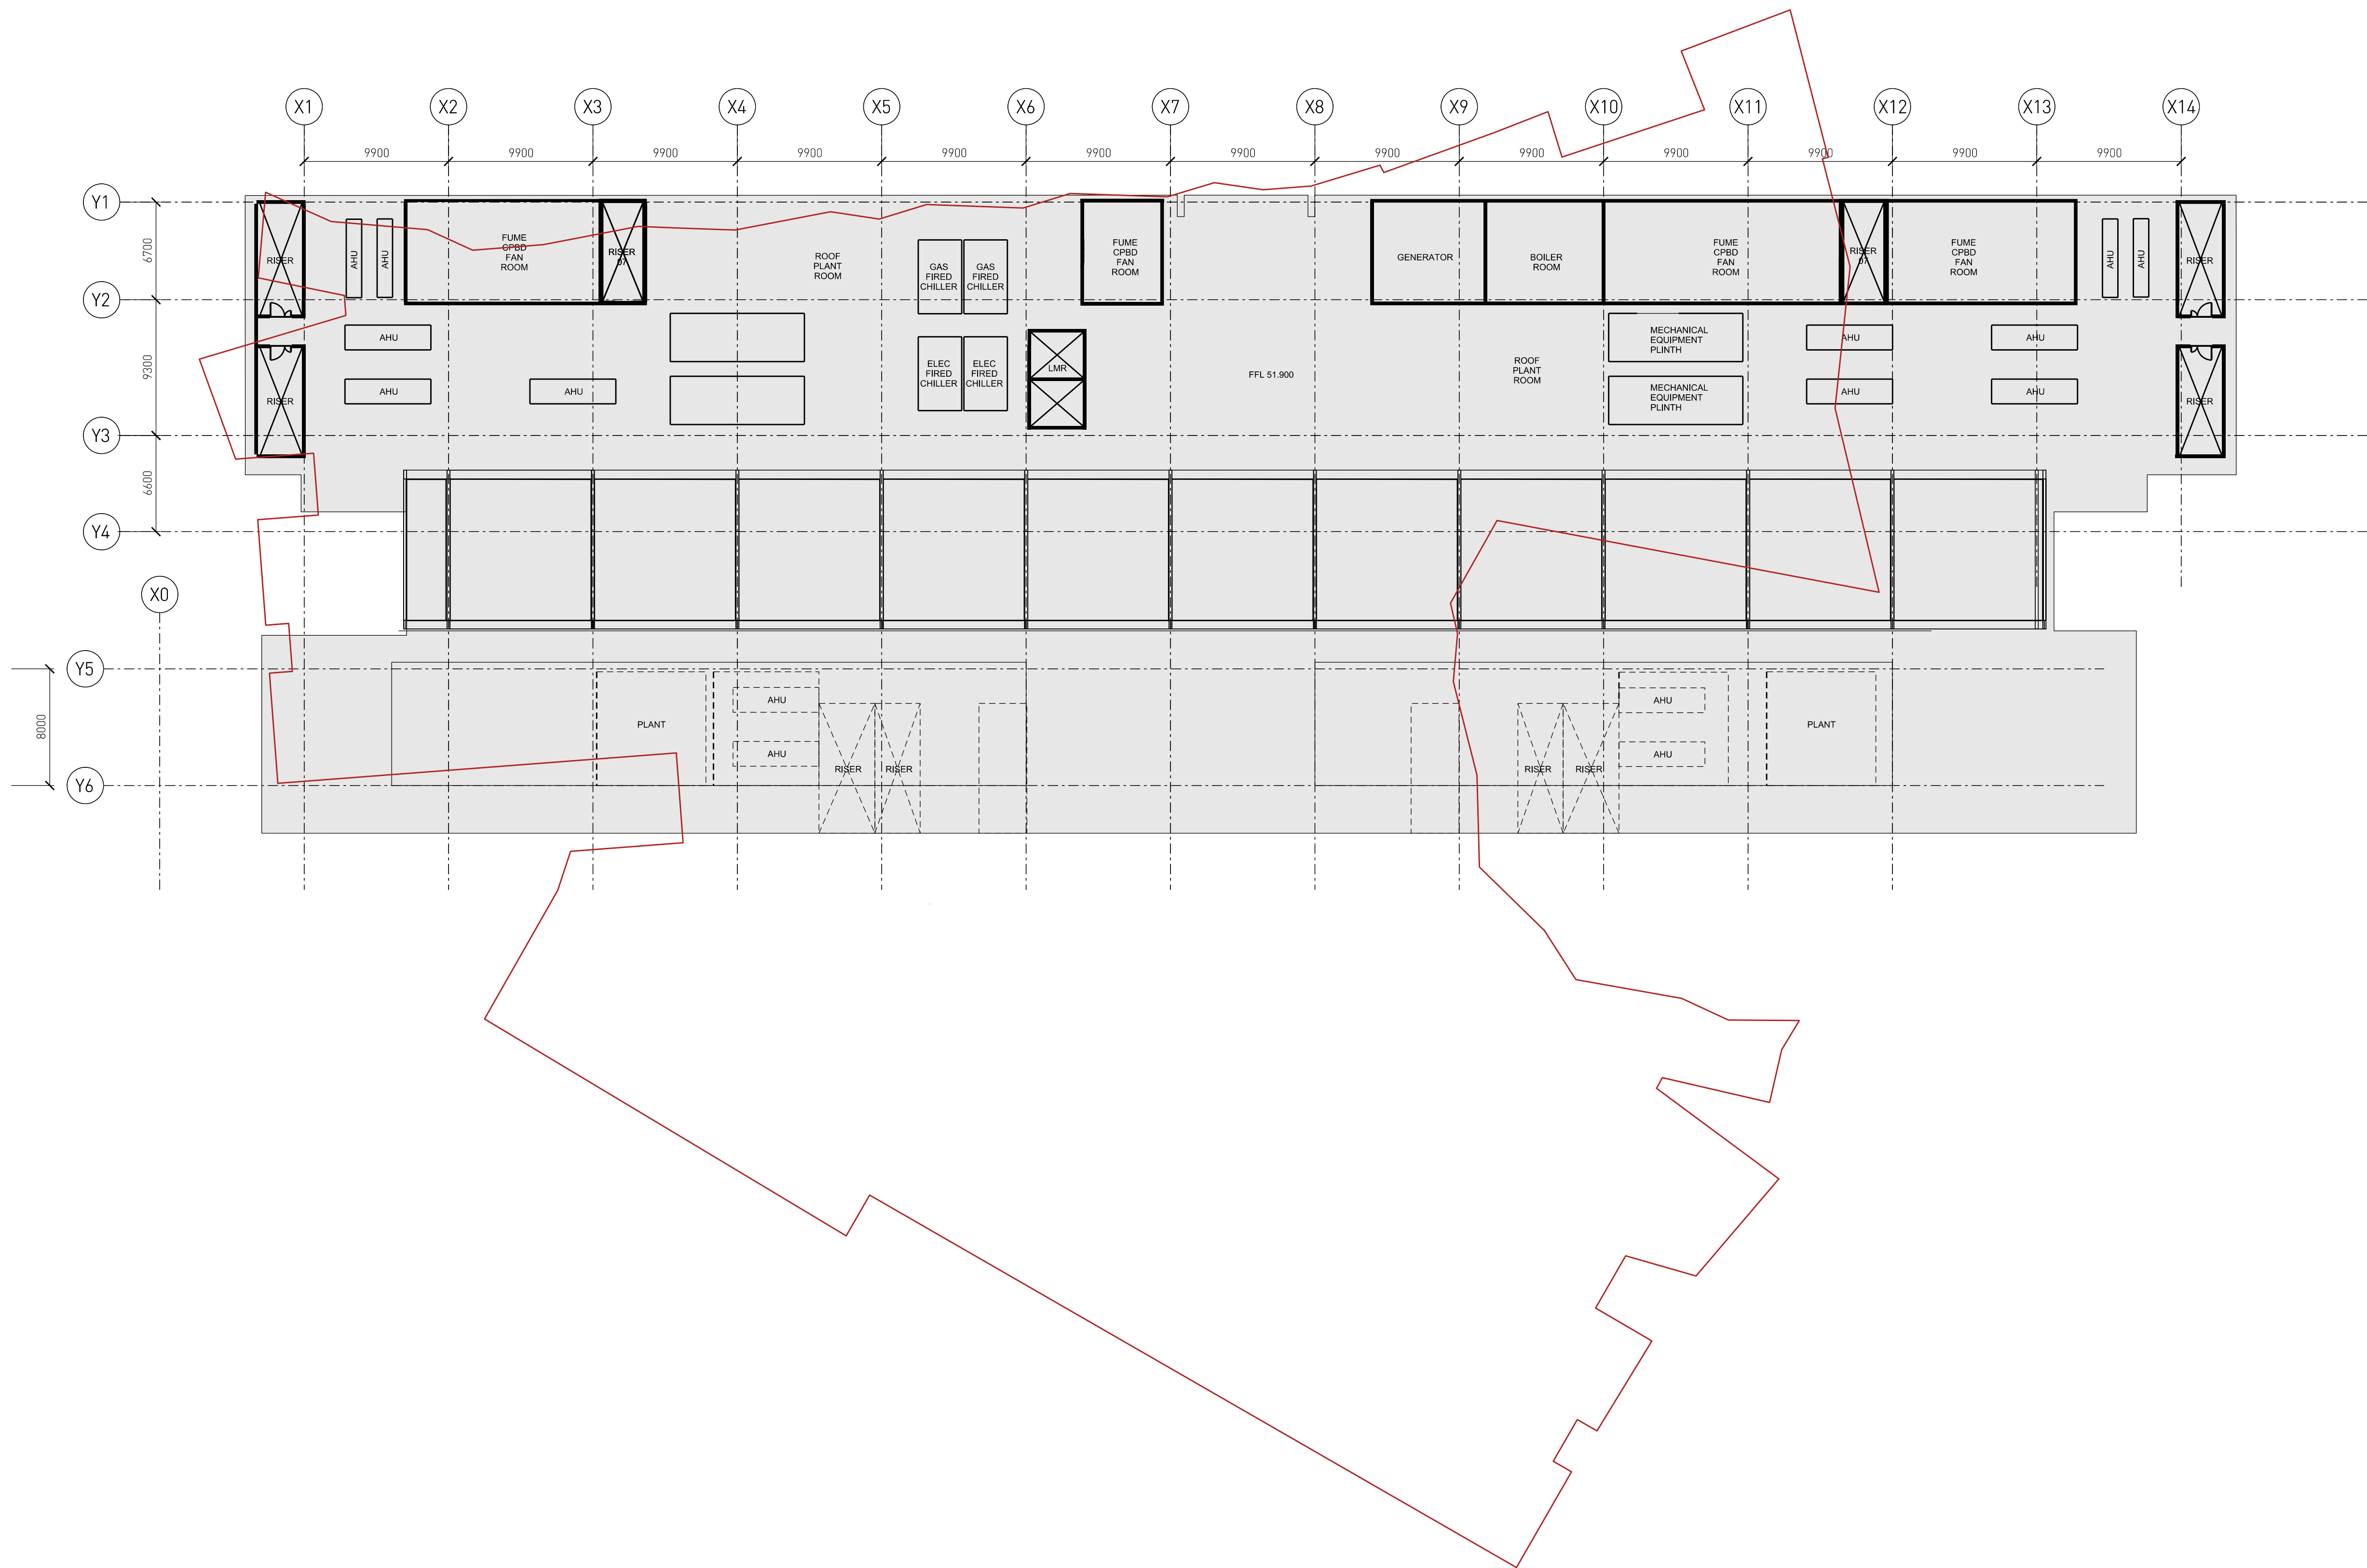 X1 X2 X3 X4 X5 X6 X7 X8 X9 X10 X11 X12 X13 X14
9900 9900 9900 9900 9900 9900 9900 9900 9900 9900 9900 9900 9900
Y1
Y2
Y3
Y4
X0
Y5
Y6
6700
9300
6600
8000
RISER
AHU
AHU
FUME
CPBD
FAN
ROOM
RISER
07
ROOF
PLANT
ROOM
GAS
FIRED
CHILLER
GAS
FIRED
CHILLER
FUME
CPBD
FAN
ROOM
GENERATOR
BOILER
ROOM
FUME
CPBD
FAN
ROOM
RISER
07
FUME
CPBD
FAN
ROOM
AHU
AHU
RISER
AHU
AHU
AHU
RISER
ELEC
FIRED
CHILLER
ELEC
FIRED
CHILLER
LMR
FFL 51.900
ROOF
PLANT
ROOM
MECHANICAL
EQUIPMENT
PLINTH
MECHANICAL
EQUIPMENT
PLINTH
AHU
AHU
AHU
AHU
RISER
PLANT
AHU
AHU
RISER
RISER
RISER
RISER
AHU
AHU
PLANT